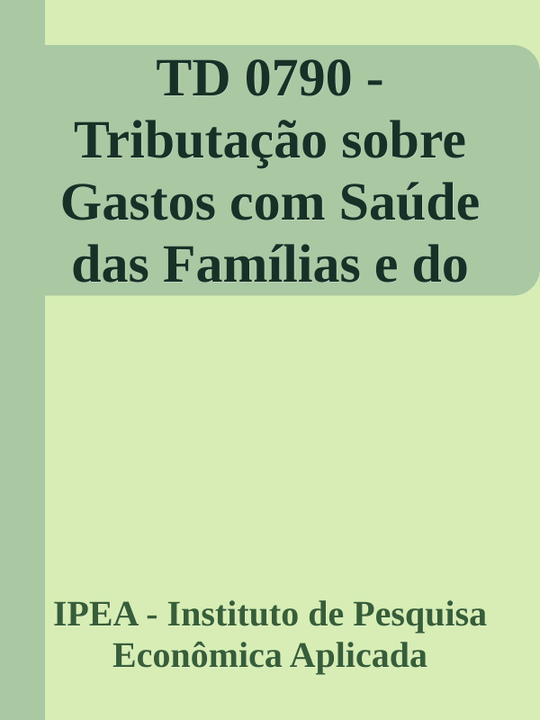 TD 0790 -
Tributação sobre
Gastos com Saúde
das Famílias e do
IPEA - Instituto de Pesquisa
Econômica Aplicada